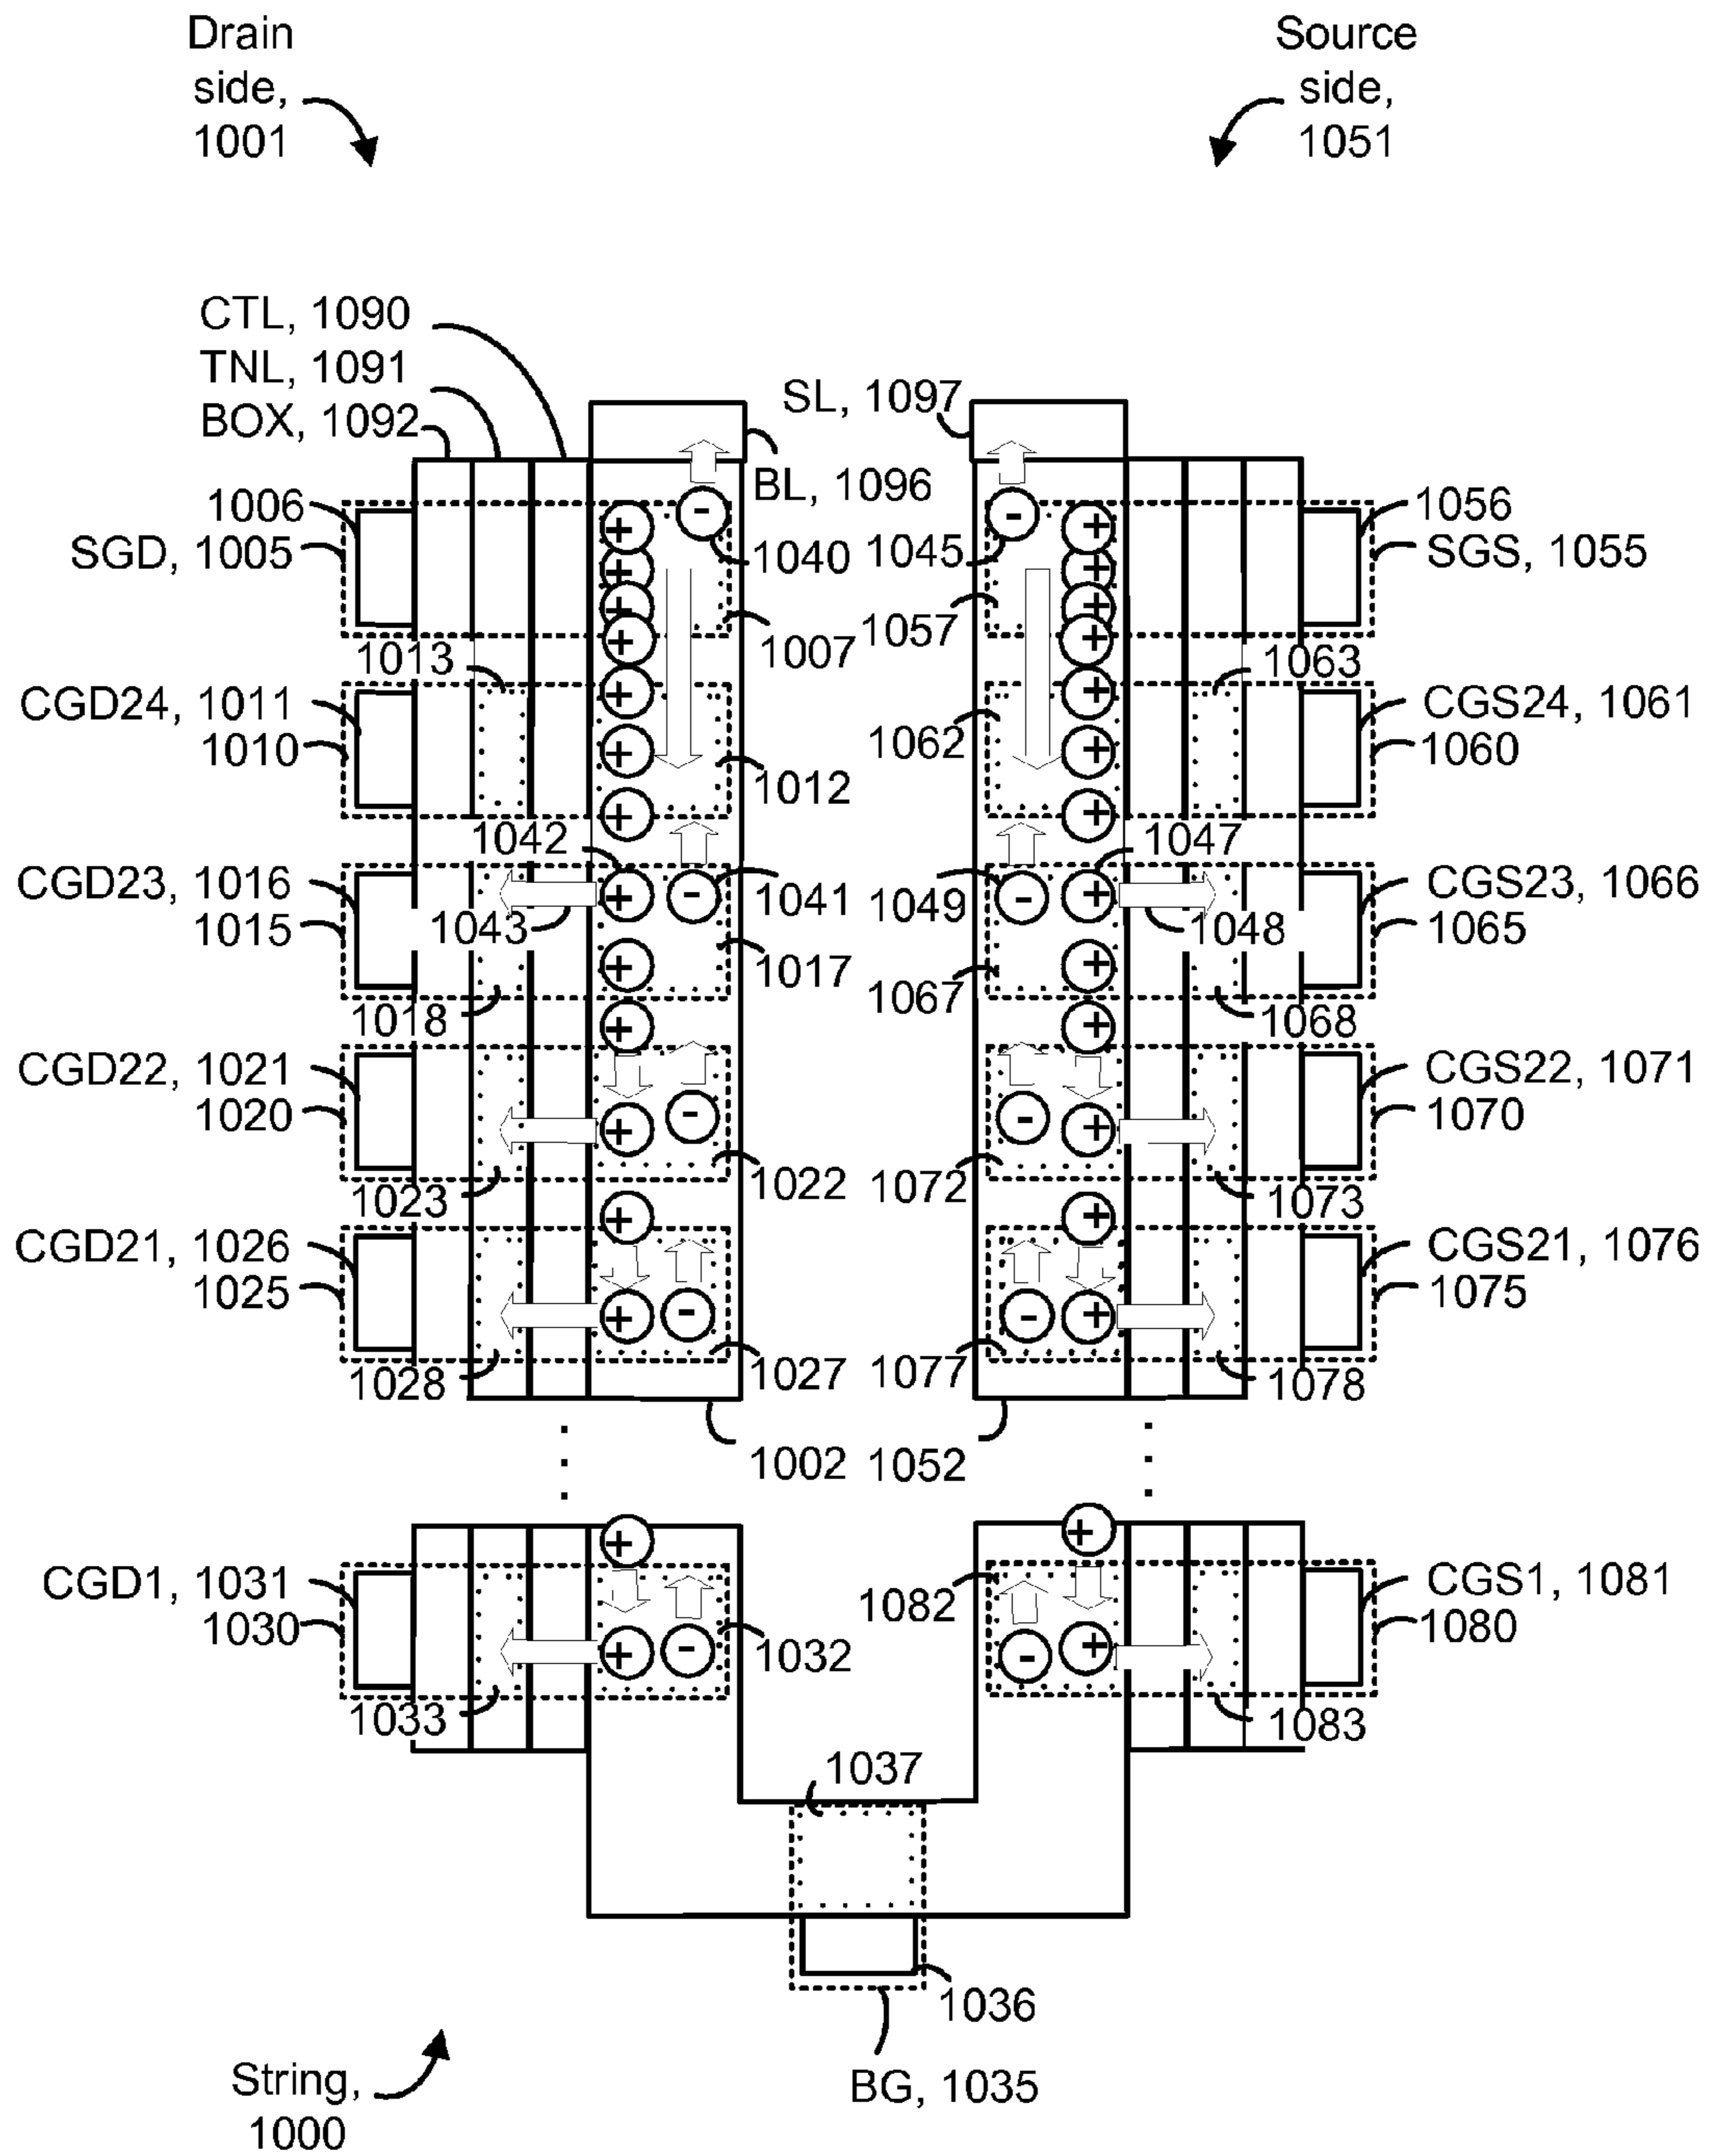 Drain
side,
1001
Source
side,
1051
CTL, 1090
TNL, 1091
BOX, 1092
SL, 1097
BL, 1096
1006
SGD, 1005
1040
1045
1056
SGS, 1055
1007
1057
1013
1063
CGD24, 1011
1010
1012
1062
CGS24, 1061
1060
1042
1047
CGD23, 1016
1015
1043
1041
1049
1048
CGS23, 1066
1065
1017
1067
1018
1068
CGD22, 1021
1020
CGS22, 1071
1070
1023
1022
1072
1073
CGD21, 1026
1025
CGS21, 1076
1075
1028
1027
1077
1078
1002
1052
CGD1, 1031
1030
1032
1082
CGS1, 1081
1080
1033
1083
1037
1036
BG, 1035
String,
1000